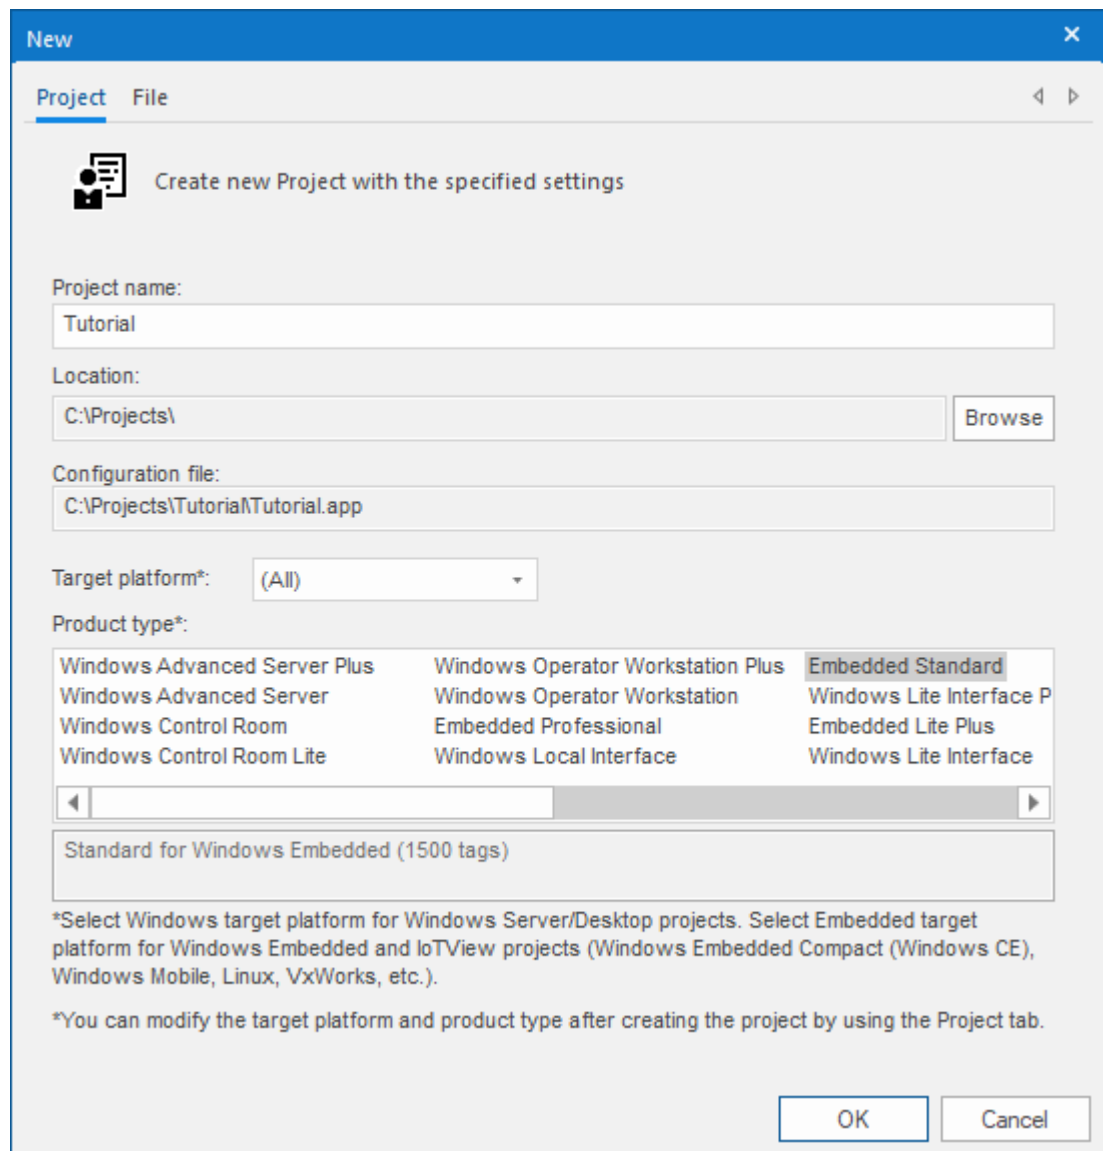 New
Project File
Create new Project with the specified settings
Project name:
Tutorial
Location:
C:\Projects\
Browse
Configuration file:
C:\Projects\Tutorial\Tutorial.app
Target platform*: (All)
Product type*:
Windows Advanced Server Plus Windows Operator Workstation Plus Embedded Standard
Windows Advanced Server Windows Operator Workstation Windows Lite Interface P
Windows Control Room Embedded Professional Embedded Lite Plus
Windows Control Room Lite Windows Local Interface Windows Lite Interface
Standard for Windows Embedded (1500 tags)
*Select Windows target platform for Windows Server/Desktop projects. Select Embedded target
platform for Windows Embedded and IoTView projects (Windows Embedded Compact (Windows CE),
Windows Mobile, Linux, VxWorks, etc.).
*You can modify the target platform and product type after creating the project by using the Project tab.
OK Cancel